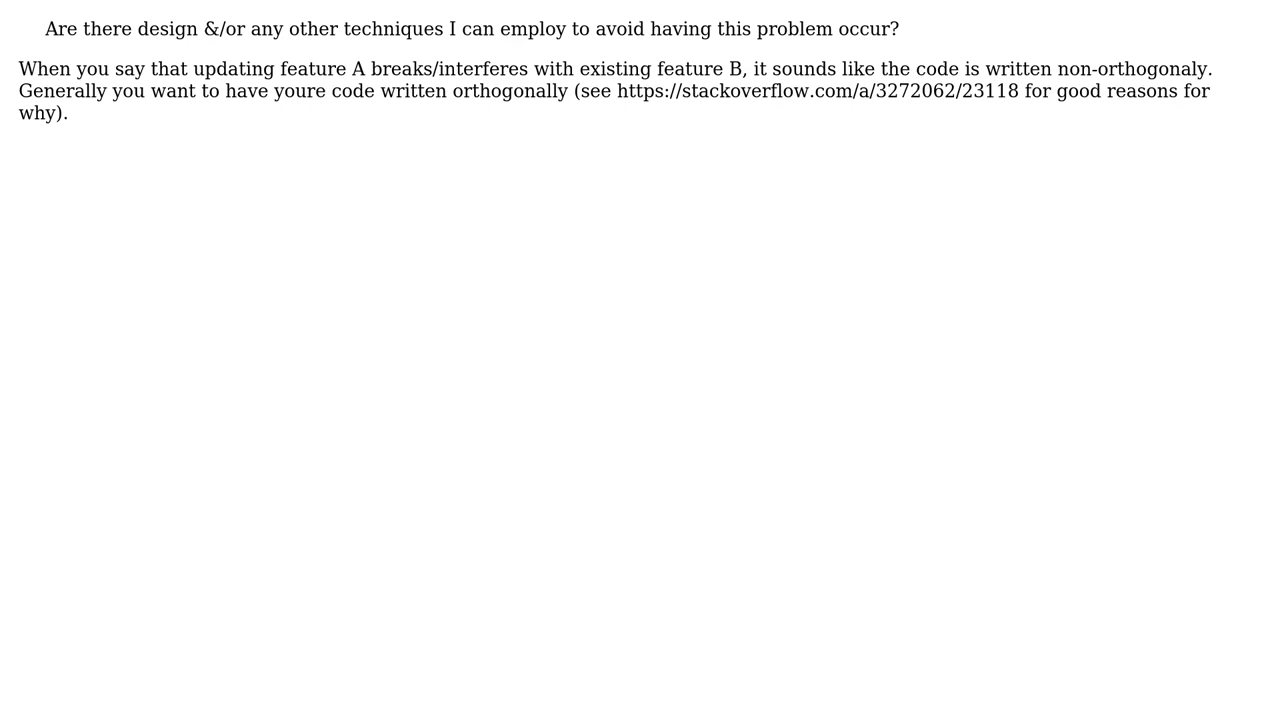 Are there design &/or any other techniques I can employ to avoid having this problem occur?
When you say that updating feature A breaks/interferes with existing feature B, it sounds like the code is written non-orthogonaly.
Generally you want to have youre code written orthogonally (see https://stackoverflow.com/a/3272062/23118 for good reasons for
why).